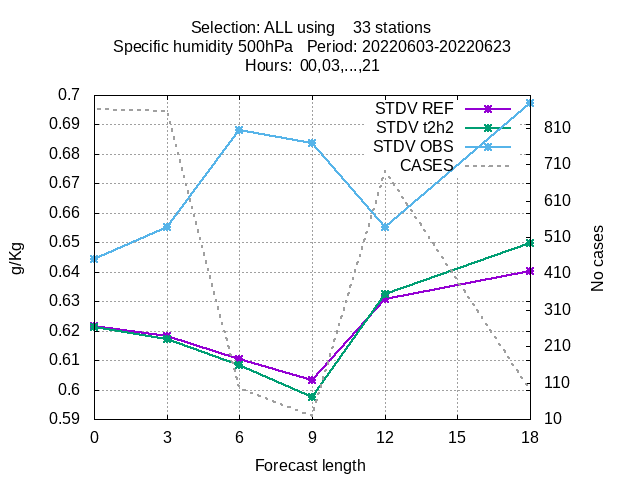 Selection: ALL using    33 stations
Specific humidity 500hPa   Period: 20220603-20220623
Hours:  00,03,...,21
STDV REF
STDV t2h2
STDV OBS
CASES
0.7
0.69
0.68
0.67
0.66
0.65
0.64
0.63
0.62
0.61
0.6
0.59
g/Kg
810
710
610
510
410
310
210
110
10
No cases
0 3 6 9 12 15 18
Forecast length